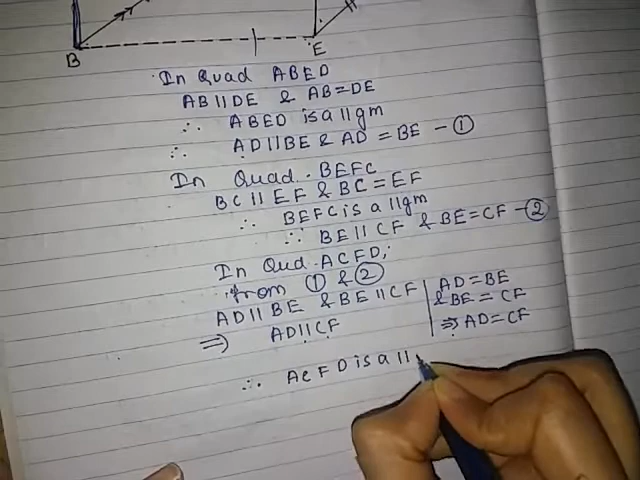 B
E
In Quad ABED
AB || DE & AB = DE
∴ ABED is a ||gm
∴ AD || BE & AD = BE - ①
In Quad. BEFC
BC || EF & BC = EF
∴ BEFC is a ||gm
∴ BE || CF & BE = CF - ②
In Qud. ACFD,
from ① & ②
AD || BE & BE || CF
⇒ AD || CF
AD = BE
& BE = CF
⇒ AD = CF
∴ ACFD is a ||